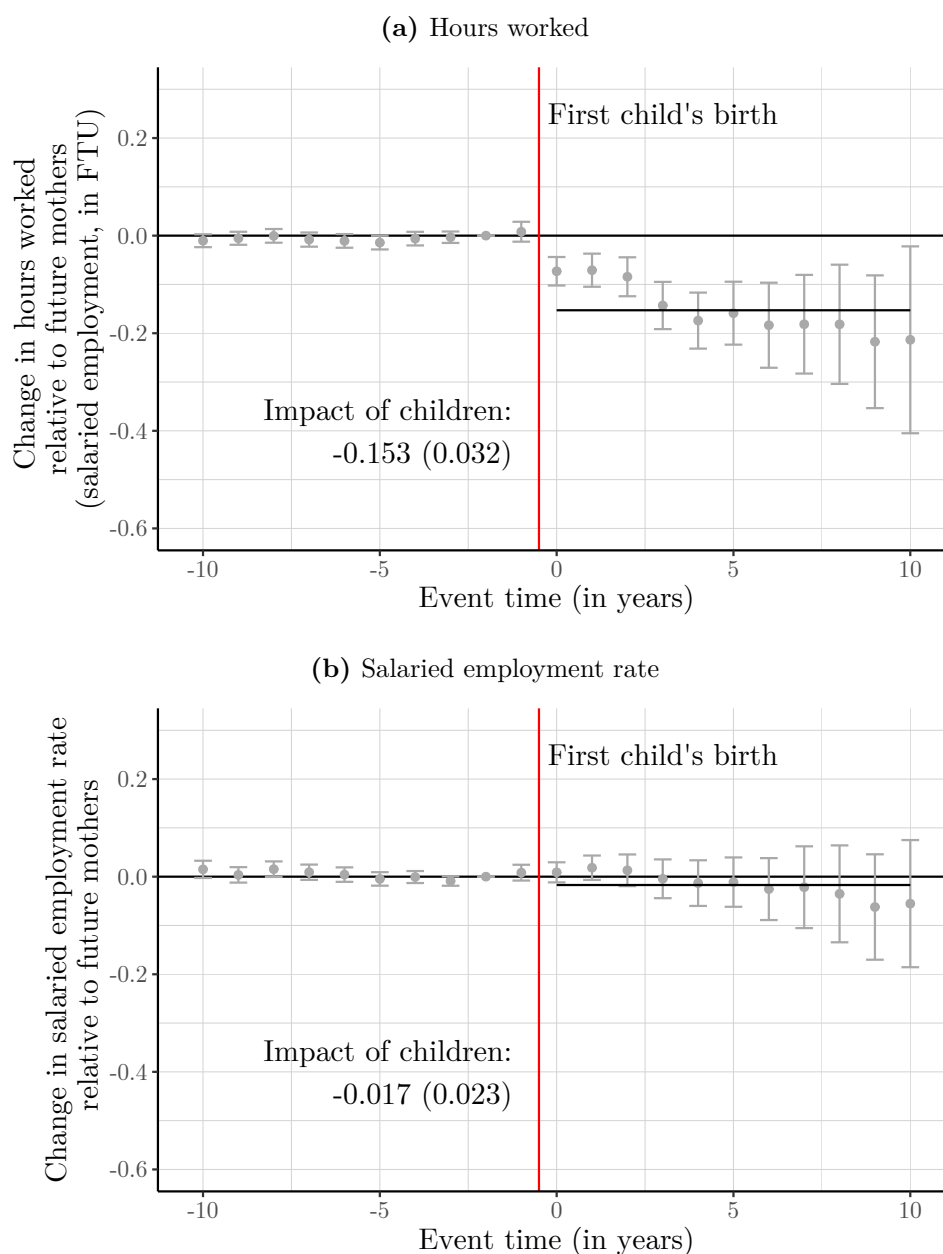 (a) Hours worked
Change in hours worked
relative to future mothers
(salaried employment, in FTU)
0.2
0.0
-0.2
-0.4
-0.6
First child's birth
Impact of children:
-0.153 (0.032)
-10
-5
0
5
10
Event time (in years)
(b) Salaried employment rate
Change in salaried employment rate
relative to future mothers
0.2
0.0
-0.2
-0.4
-0.6
First child's birth
Impact of children:
-0.017 (0.023)
-10
-5
0
5
10
Event time (in years)